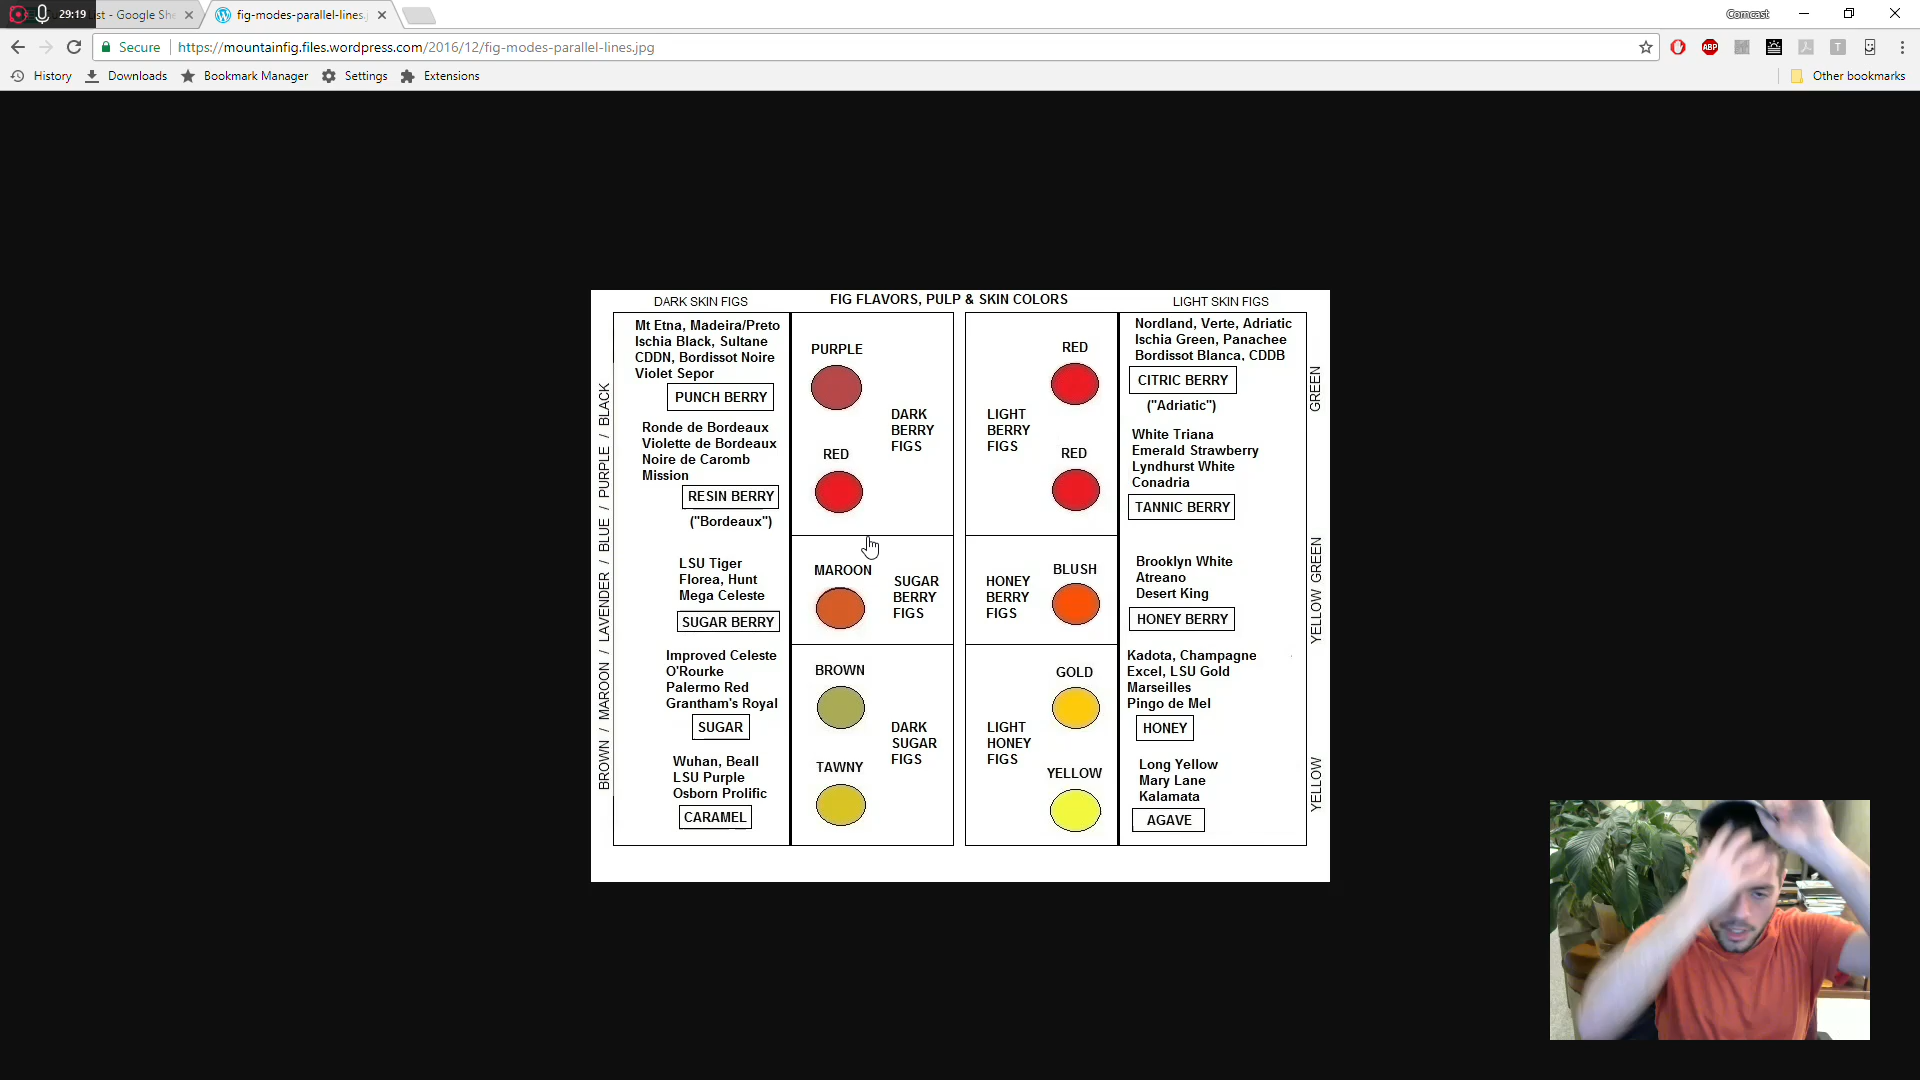 29:19
ist - Google She
fig-modes-parallel-lines.j
Comcast
Secure
https://mountainfig.files.wordpress.com/2016/12/fig-modes-parallel-lines.jpg
ABP
T
History
Downloads
Bookmark Manager
Settings
Extensions
Other bookmarks
DARK SKIN FIGS
FIG FLAVORS, PULP & SKIN COLORS
LIGHT SKIN FIGS
BROWN / MAROON / LAVENDER / BLUE / PURPLE / BLACK
Mt Etna, Madeira/Preto
Ischia Black, Sultane
CDDN, Bordissot Noire
Violet Sepor
PUNCH BERRY
Ronde de Bordeaux
Violette de Bordeaux
Noire de Caromb
Mission
RESIN BERRY
("Bordeaux")
LSU Tiger
Florea, Hunt
Mega Celeste
SUGAR BERRY
Improved Celeste
O'Rourke
Palermo Red
Grantham's Royal
SUGAR
Wuhan, Beall
LSU Purple
Osborn Prolific
CARAMEL
PURPLE
DARK
BERRY
FIGS
RED
MAROON
SUGAR
BERRY
FIGS
BROWN
DARK
SUGAR
FIGS
TAWNY
RED
LIGHT
BERRY
FIGS
RED
BLUSH
HONEY
BERRY
FIGS
GOLD
LIGHT
HONEY
FIGS
YELLOW
Nordland, Verte, Adriatic
Ischia Green, Panachee
Bordissot Blanca, CDDB
CITRIC BERRY
("Adriatic")
White Triana
Emerald Strawberry
Lyndhurst White
Conadria
TANNIC BERRY
Brooklyn White
Atreano
Desert King
HONEY BERRY
Kadota, Champagne
Excel, LSU Gold
Marseilles
Pingo de Mel
HONEY
Long Yellow
Mary Lane
Kalamata
AGAVE
GREEN
YELLOW GREEN
YELLOW